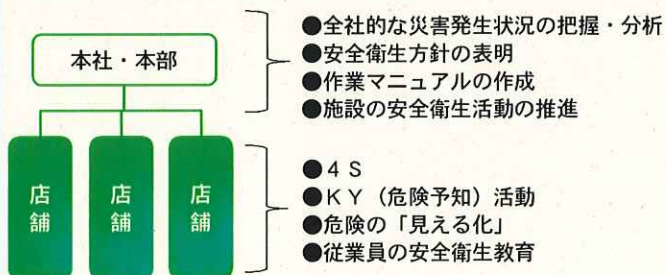 本社・本部
●全社的な災害発生状況の把握・分析
●安全衛生方針の表明
●作業マニュアルの作成
●施設の安全衛生活動の推進
店舗
店舗
店舗
●4S
●KY(危険予知)活動
●危険の「見える化」
●従業員の安全衛生教育